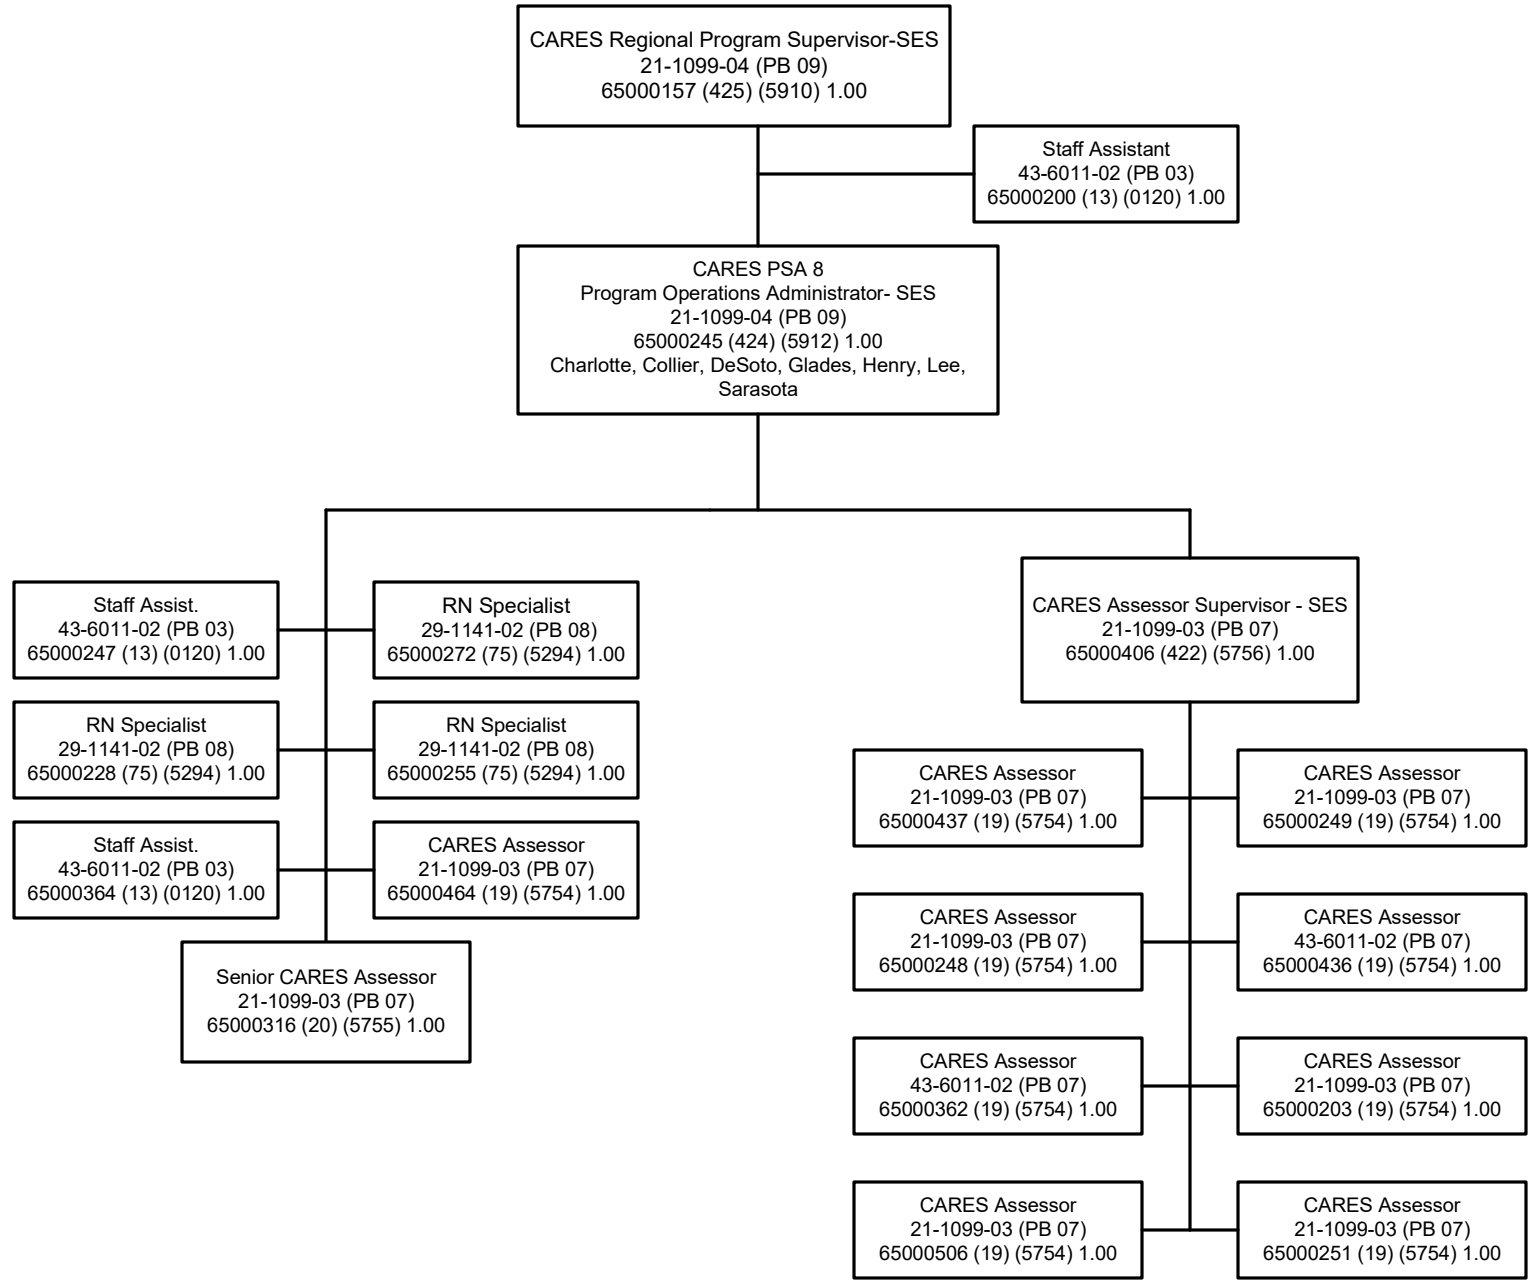 CARES Regional Program Supervisor-SES
21-1099-04 (PB 09)
65000157 (425) (5910) 1.00
Staff Assistant
43-6011-02 (PB 03)
65000200 (13) (0120) 1.00
CARES PSA 8
Program Operations Administrator- SES
21-1099-04 (PB 09)
65000245 (424) (5912) 1.00
Charlotte, Collier, DeSoto, Glades, Henry, Lee,
Sarasota
Staff Assist.
43-6011-02 (PB 03)
65000247 (13) (0120) 1.00
RN Specialist
29-1141-02 (PB 08)
65000272 (75) (5294) 1.00
RN Specialist
29-1141-02 (PB 08)
65000228 (75) (5294) 1.00
RN Specialist
29-1141-02 (PB 08)
65000255 (75) (5294) 1.00
Staff Assist.
43-6011-02 (PB 03)
65000364 (13) (0120) 1.00
CARES Assessor
21-1099-03 (PB 07)
65000464 (19) (5754) 1.00
Senior CARES Assessor
21-1099-03 (PB 07)
65000316 (20) (5755) 1.00
CARES Assessor Supervisor - SES
21-1099-03 (PB 07)
65000406 (422) (5756) 1.00
CARES Assessor
21-1099-03 (PB 07)
65000437 (19) (5754) 1.00
CARES Assessor
21-1099-03 (PB 07)
65000249 (19) (5754) 1.00
CARES Assessor
21-1099-03 (PB 07)
65000248 (19) (5754) 1.00
CARES Assessor
43-6011-02 (PB 07)
65000436 (19) (5754) 1.00
CARES Assessor
43-6011-02 (PB 07)
65000362 (19) (5754) 1.00
CARES Assessor
21-1099-03 (PB 07)
65000203 (19) (5754) 1.00
CARES Assessor
21-1099-03 (PB 07)
65000506 (19) (5754) 1.00
CARES Assessor
21-1099-03 (PB 07)
65000251 (19) (5754) 1.00